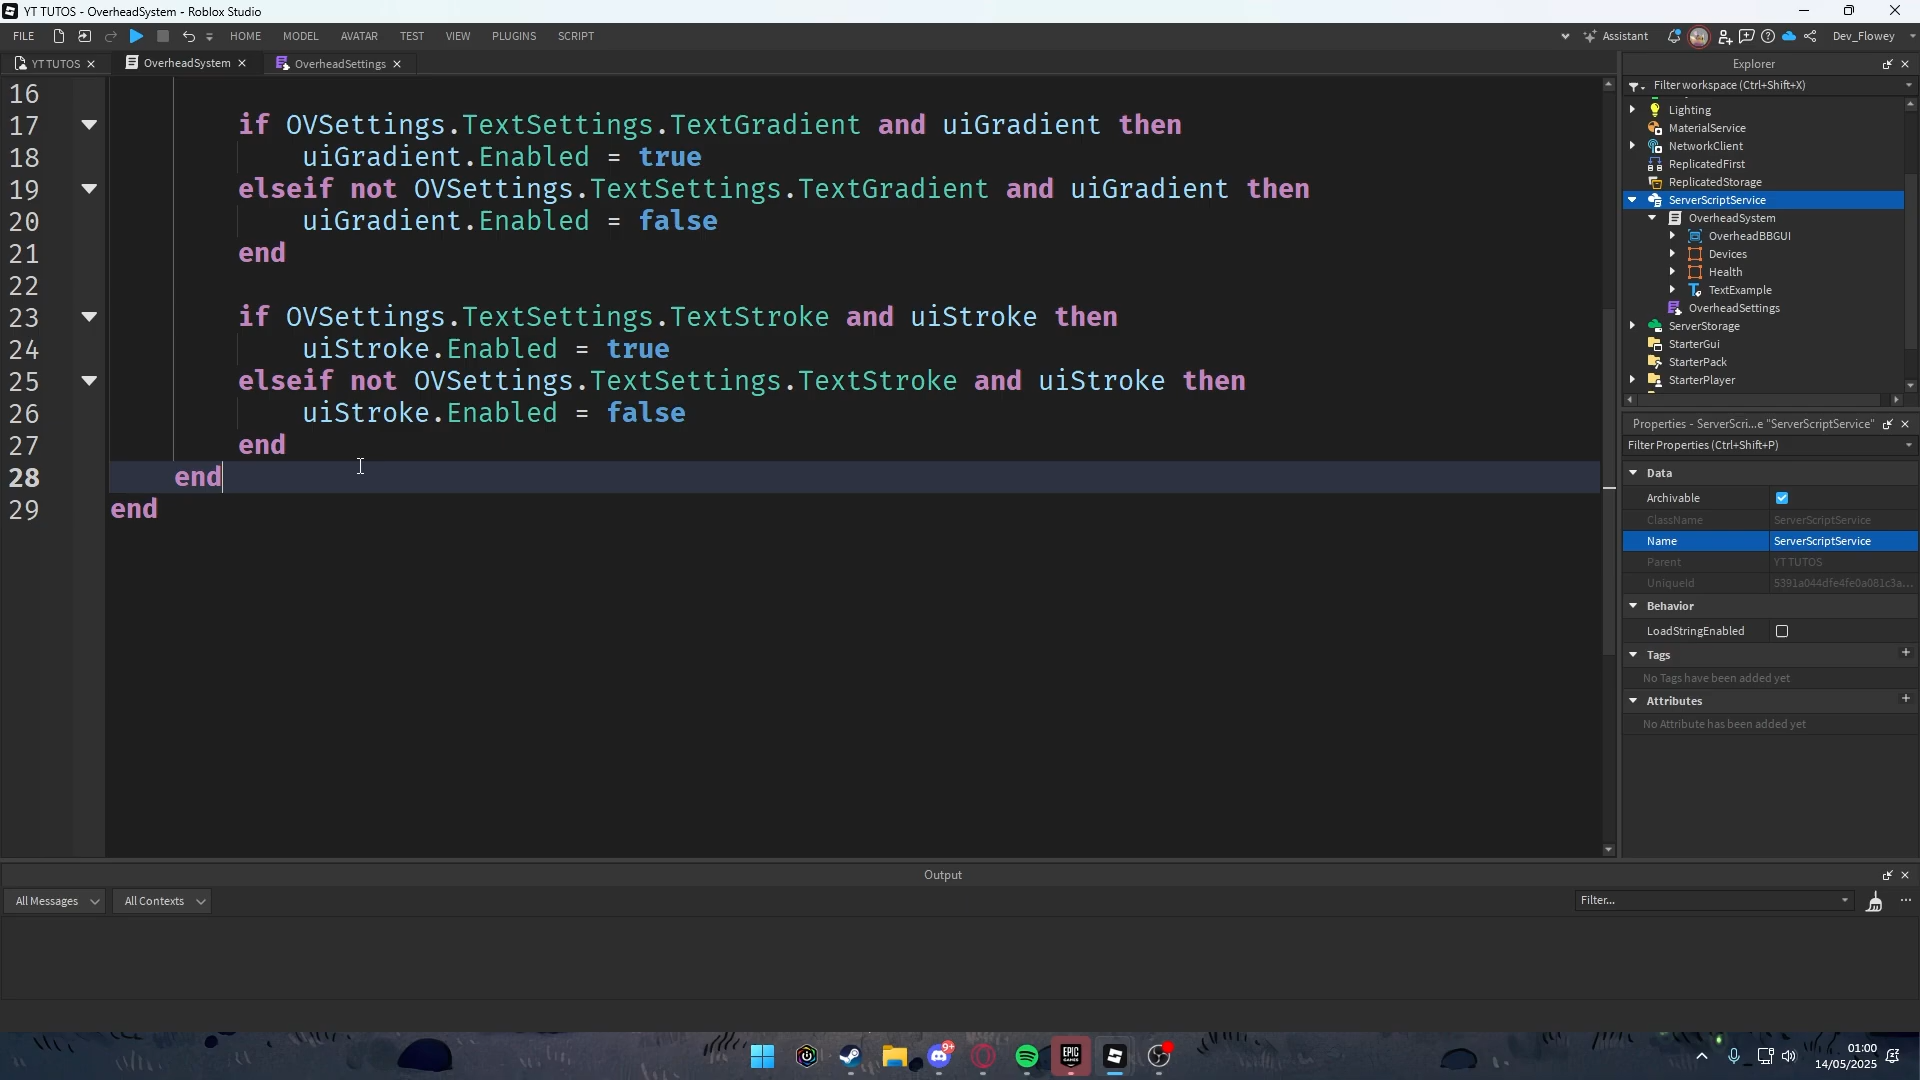 YT TUTOS - OverheadSystem - Roblox Studio
FILE HOME MODEL AVATAR TEST VIEW PLUGINS SCRIPT Assistant Dev_Flowey
YT TUTOS OverheadSystem OverheadSettings
16
17 if OVSettings.TextSettings.TextGradient and uiGradient then
18 uiGradient.Enabled = true
19 elseif not OVSettings.TextSettings.TextGradient and uiGradient then
20 uiGradient.Enabled = false
21 end
22
23 if OVSettings.TextSettings.TextStroke and uiStroke then
24 uiStroke.Enabled = true
25 elseif not OVSettings.TextSettings.TextStroke and uiStroke then
26 uiStroke.Enabled = false
27 end
28 end
29 end
Explorer
Filter workspace (Ctrl+Shift+X)
Lighting
MaterialService
NetworkClient
ReplicatedFirst
ReplicatedStorage
ServerScriptService
OverheadSystem
OverheadBBGUI
Devices
Health
TextExample
OverheadSettings
ServerStorage
StarterGui
StarterPack
StarterPlayer
Properties - ServerScri...e "ServerScriptService"
Filter Properties (Ctrl+Shift+P)
Data
Archivable
ClassName ServerScriptService
Name ServerScriptService
Parent YT TUTOS
UniqueId 5391a044dfe4fe0a081c3a...
Behavior
LoadStringEnabled
Tags
No Tags have been added yet
Attributes
No Attribute has been added yet
Output
All Messages All Contexts Filter...
9+
EPIC
GAMES
01:00
14/05/2025